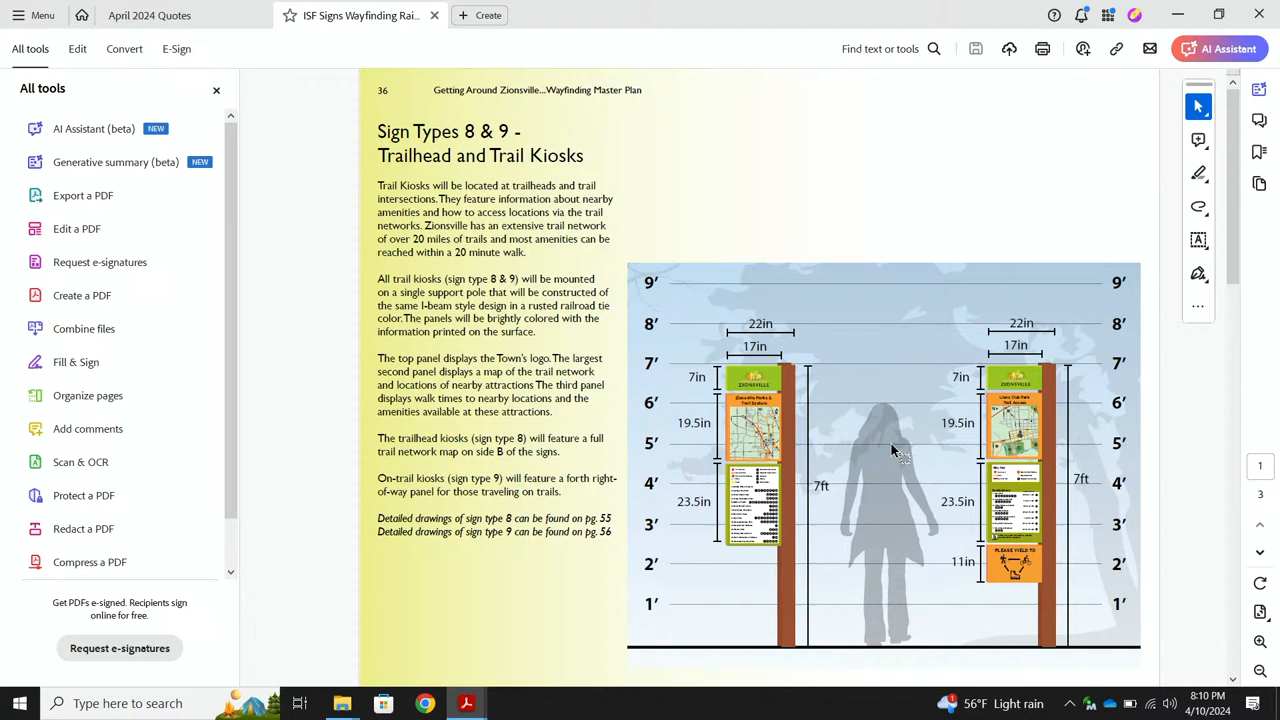 Menu
April 2024 Quotes
ISF Signs Wayfinding Rai...
Create
All tools
Edit
Convert
E-Sign
Find text or tools
AI Assistant
All tools
AI Assistant (beta) NEW
Generative summary (beta) NEW
Export a PDF
Edit a PDF
Request e-signatures
Create a PDF
Combine files
Fill & Sign
Organize pages
Add comments
Scan & OCR
Protect a PDF
Redact a PDF
Compress a PDF
Get PDFs e-signed. Recipients sign
online for free.
Request e-signatures
36 Getting Around Zionsville...Wayfinding Master Plan
Sign Types 8 & 9 -
Trailhead and Trail Kiosks
Trail Kiosks will be located at trailheads and trail
intersections. They feature information about nearby
amenities and how to access locations via the trail
networks. Zionsville has an extensive trail network
of over 20 miles of trails and most amenities can be
reached within a 20 minute walk.
All trail kiosks (sign type 8 & 9) will be mounted
on a single support pole that will be constructed of
the same I-beam style design in a rusted railroad tie
color. The panels will be brightly colored with the
information printed on the surface.
The top panel displays the Town's logo. The largest
second panel displays a map of the trail network
and locations of nearby attractions The third panel
displays walk times to nearby locations and the
amenities available at these attractions.
The trailhead kiosks (sign type 8) will feature a full
trail network map on side B of the signs.
On-trail kiosks (sign type 9) will feature a forth right-
of-way panel for those traveling on trails.
Detailed drawings of sign type 8 can be found on pg. 55
Detailed drawings of sign type 9 can be found on pg. 56
9' 9'
8' 22in 22in 8'
17in 17in
7' 7'
7in ZIONSVILLE 7in ZIONSVILLE
6' Zionsville Parks &
Trail System
Lions Club Park
Trail Access 6'
19.5in 19.5in
5' 5'
4' 7ft 7ft 4'
23.5in 23.5in
3' 3'
PLEASE YIELD TO
2' 11in 2'
1' 1'
1
3
Type here to search
1
56°F Light rain
8:10 PM
4/10/2024